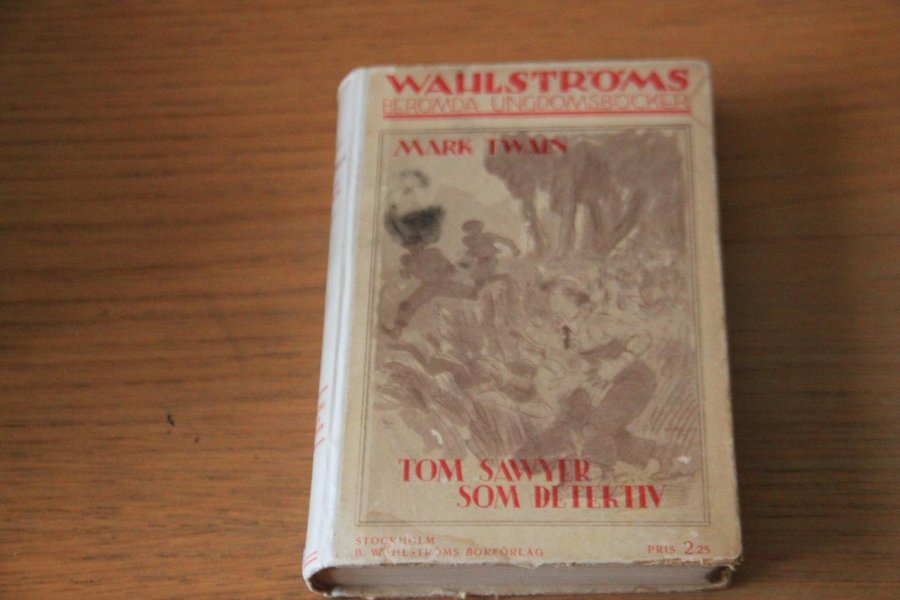 WAHLSTRÖMS
BERÖMDA UNGDOMSBÖCKER
MARK TWAIN
TOM SAWYER
SOM DETEKTIV
STOCKHOLM
B. WAHLSTRÖMS BOKFÖRLAG
PRIS 2.25